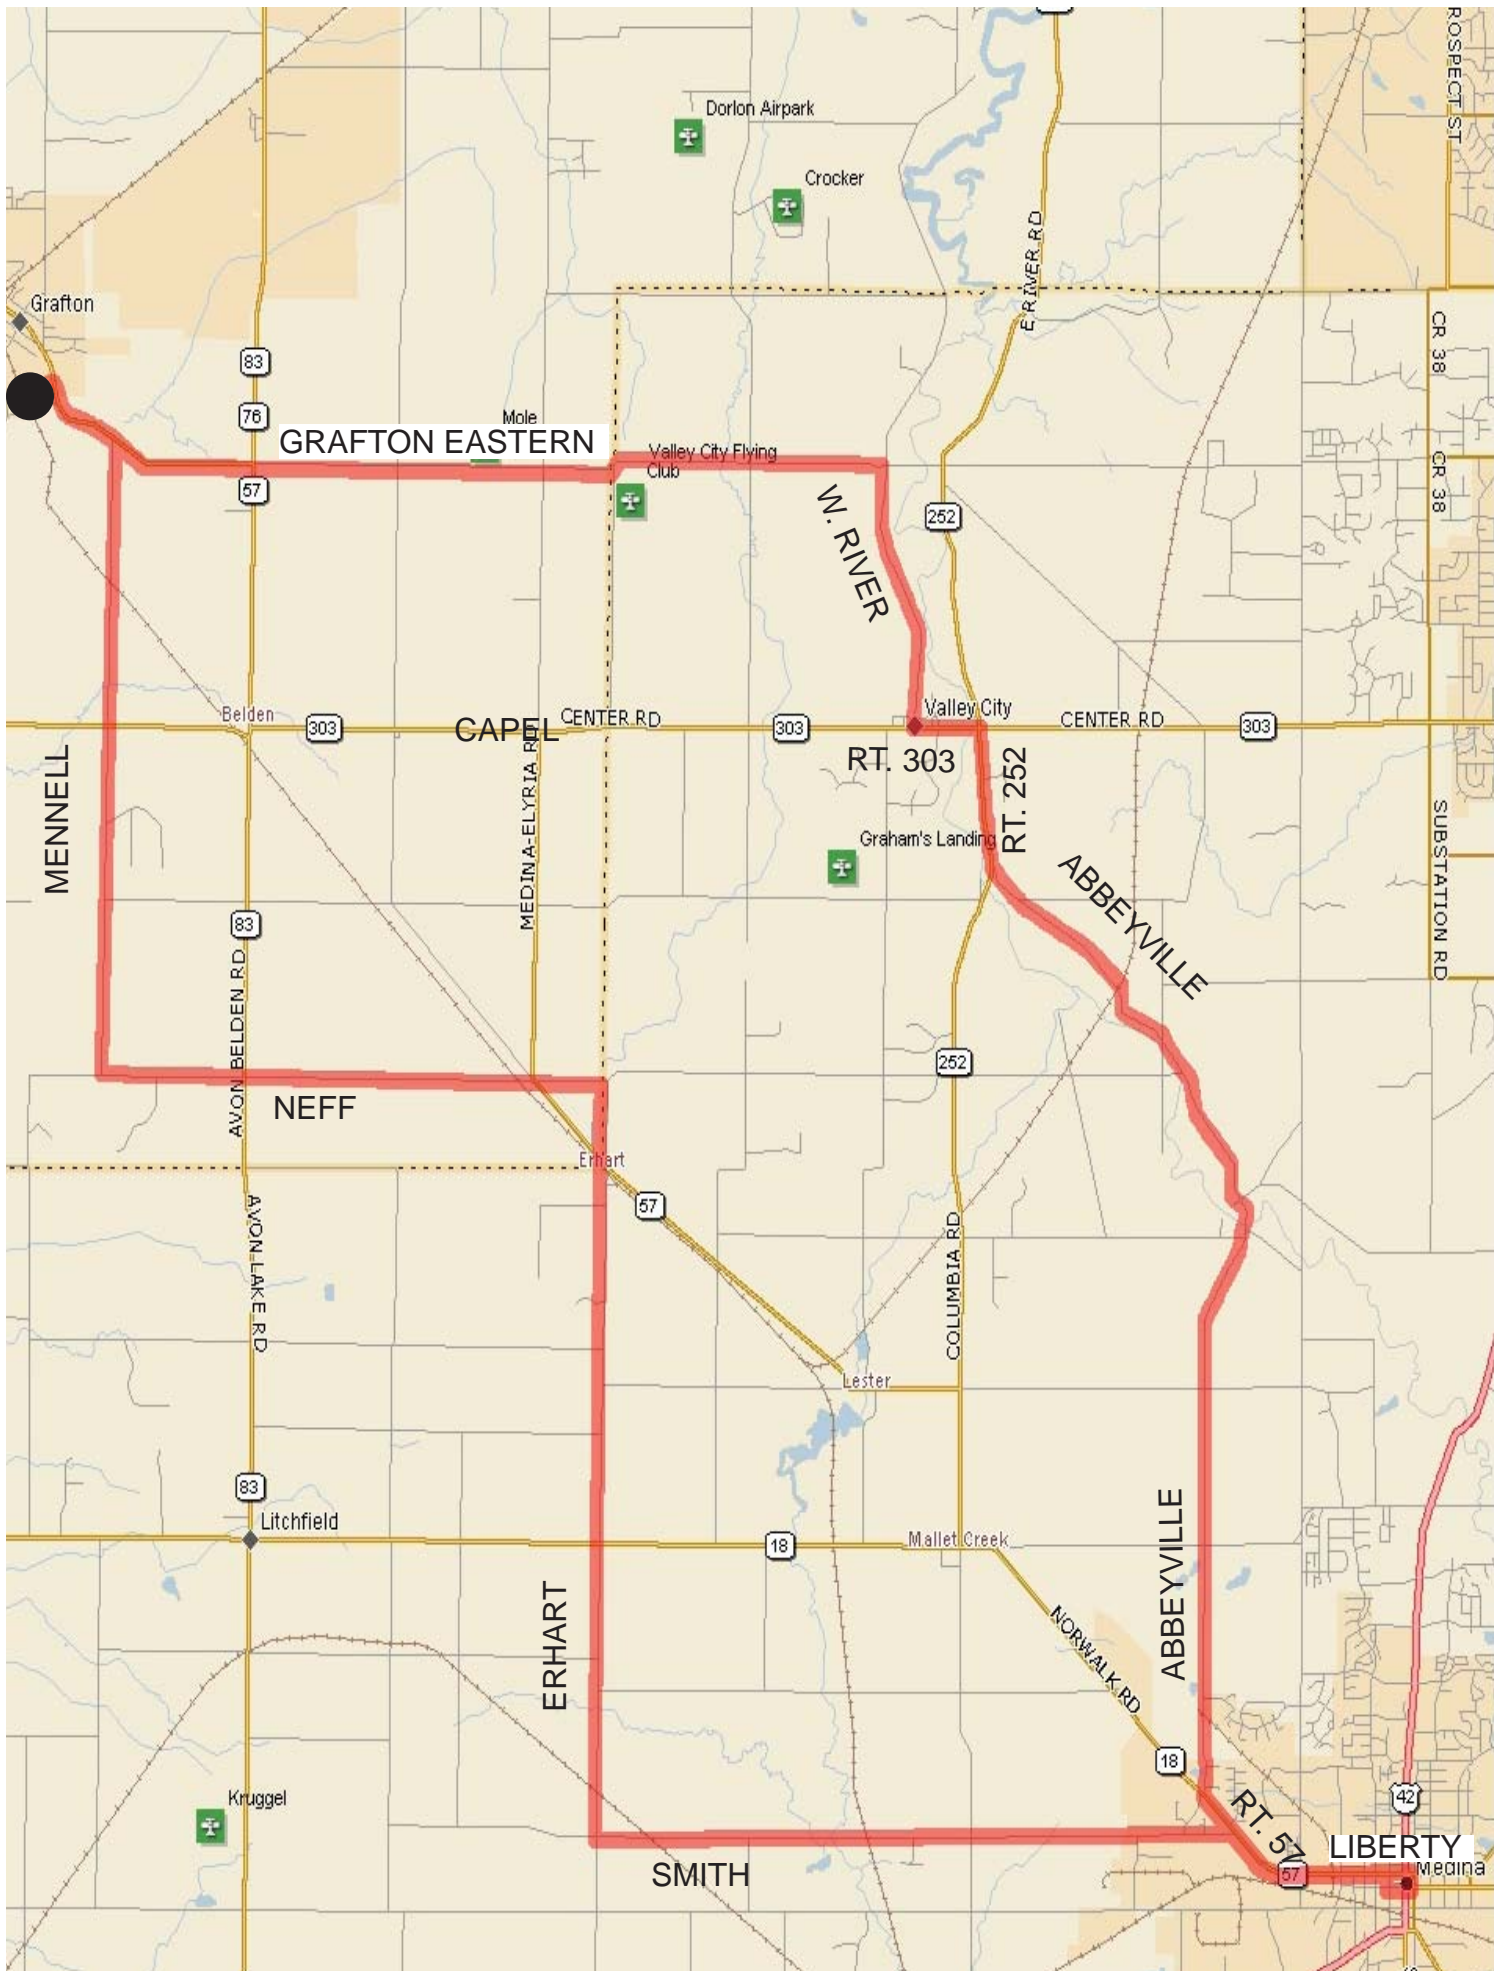 ROSPECT ST
Dorlon Airpark
Crocker
E RIVER RD
Grafton
CR 38
83
76
Mole
GRAFTON EASTERN
Valley City Flying
Club
CR 38
57
W. RIVER
252
Belden
303
CAPEL
CENTER RD
303
Valley City
CENTER RD
303
RT. 303
RT. 252
MENNELL
MEDINA-ELYRIA RD
Graham's Landing
ABBEYVILLE
SUBSTATION RD
83
AVON BELDEN RD
252
NEFF
Erhart
57
AVON LAKE RD
COLUMBIA RD
Lester
83
Litchfield
18
Mallet Creek
ABBEYVILLE
ERHART
NORWALK RD
18
Kruggel
42
RT. 57
LIBERTY
SMITH
57
Medina